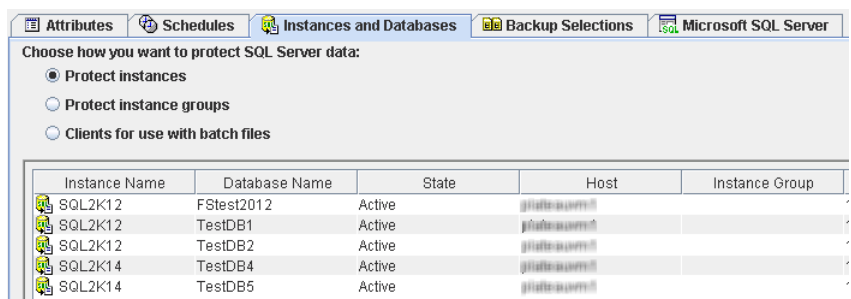 Attributes Schedules Instances and Databases Backup Selections Microsoft SQL Server
Choose how you want to protect SQL Server data:
Protect instances
Protect instance groups
Clients for use with batch files
Instance Name Database Name State Host Instance Group
SQL2K12 FStest2012 Active
SQL2K12 TestDB1 Active
SQL2K12 TestDB2 Active
SQL2K14 TestDB4 Active
SQL2K14 TestDB5 Active